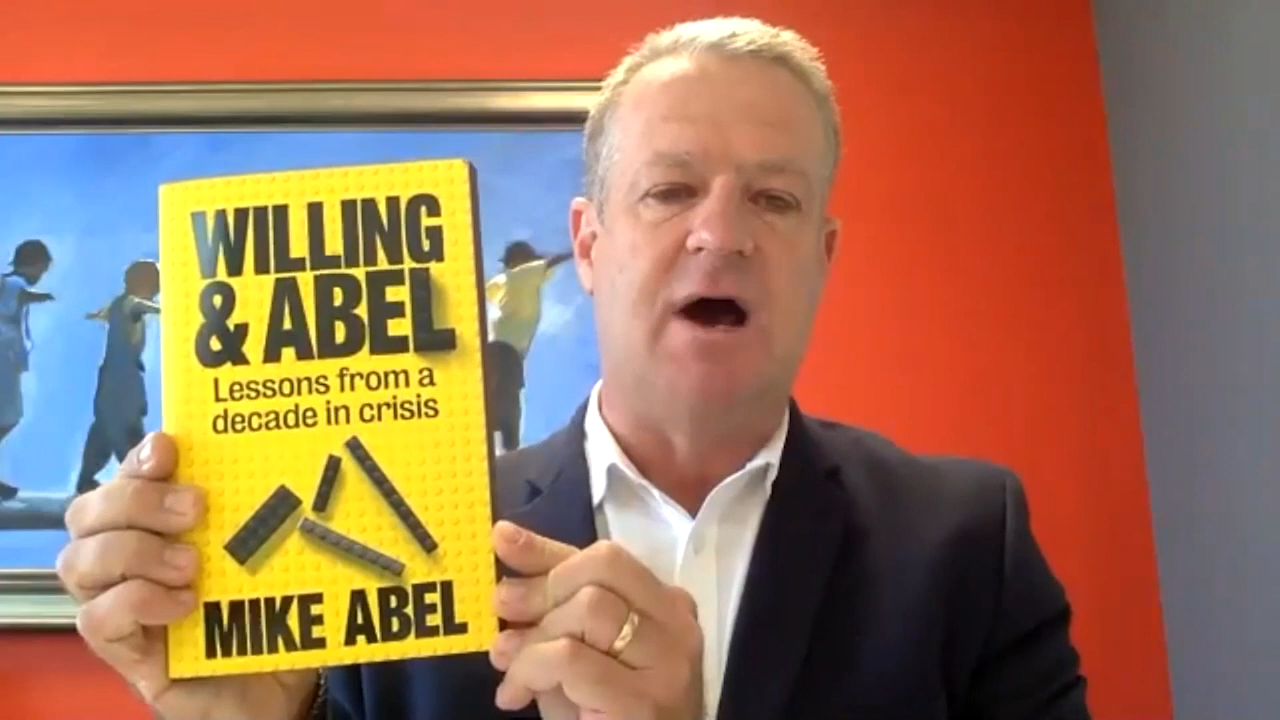 WILLING
& ABEL
Lessons from a
decade in crisis
MIKE ABEL